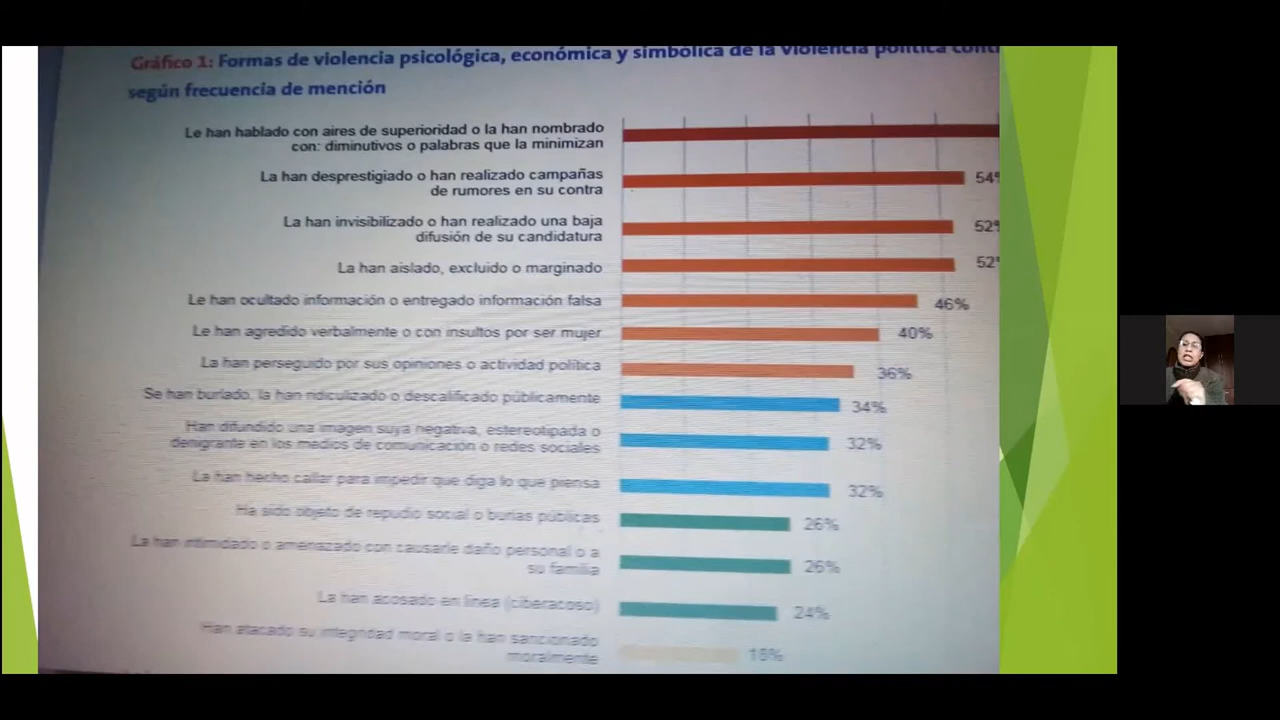 Gráfico 1: Formas de violencia psicológica, económica y simbólica de la violencia política
según frecuencia de mención
Le han hablado con aires de superioridad o la han nombrado
con: diminutivos o palabras que la minimizan
La han desprestigiado o han realizado campañas
de rumores en su contra
54%
La han invisibilizado o han realizado una baja
difusión de su candidatura
52%
La han aislado, excluido o marginado
52%
Le han ocultado información o entregado información falsa
46%
Le han agredido verbalmente o con insultos por ser mujer
40%
La han perseguido por sus opiniones o actividad política
36%
Se han burlado, la han ridiculizado o descalificado públicamente
34%
Han difundido una imagen suya negativa, estereotipada o
denigrante en los medios de comunicación o redes sociales
32%
La han hecho callar para impedir que diga lo que piensa
32%
Ha sido objeto de repudio social o burlas públicas
26%
La han intimidado o amenazado con causarle daño personal o a
su familia
26%
La han acosado en línea (ciberacoso)
24%
Han atacado su integridad moral o la han sancionado
moralmente